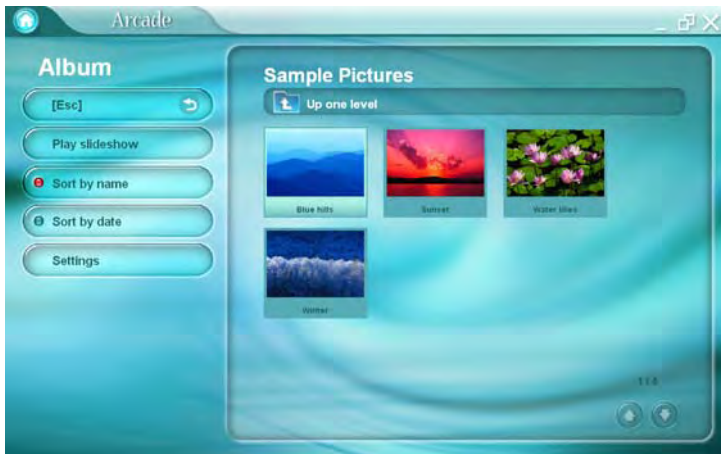 Arcade
Album
[Esc]
Play slideshow
Sort by name
Sort by date
Settings
Sample Pictures
Up one level
Blue hills
Sunset
Water lilies
Winter